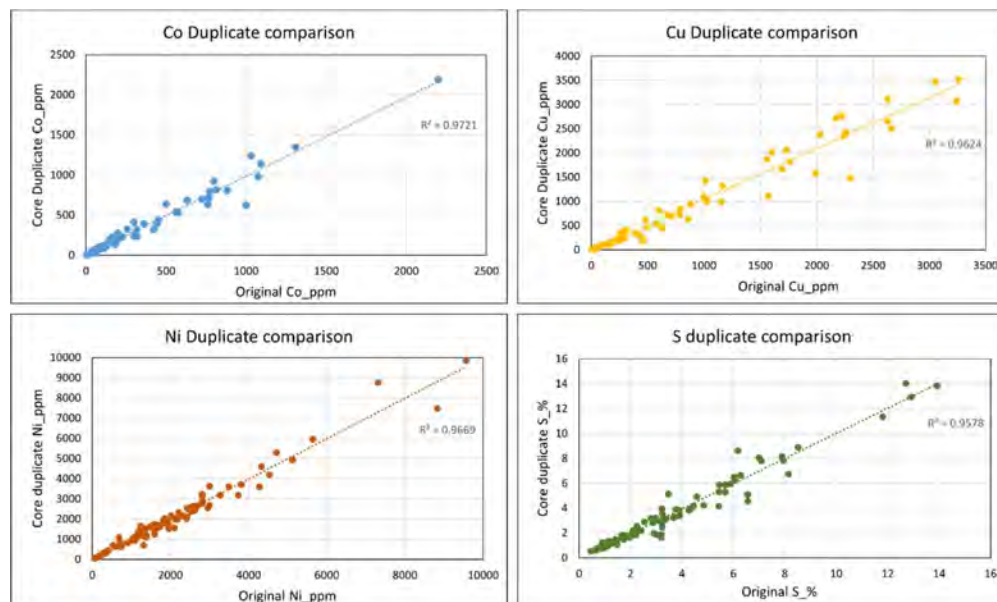 Co Duplicate comparison
Core Duplicate Co_ppm
2500
2000
1500
1000
500
0
R² = 0.9721
0 500 1000 1500 2000 2500
Original Co_ppm
Cu Duplicate comparison
Core Duplicate Cu_ppm
4000
3500
3000
2500
2000
1500
1000
500
0
R² = 0.9624
0 500 1000 1500 2000 2500 3000 3500
Original Cu_ppm
Ni Duplicate comparison
Core duplicate Ni_ppm
10000
9000
8000
7000
6000
5000
4000
3000
2000
1000
0
R² = 0.9669
0 2000 4000 6000 8000 10000
Original Ni_ppm
S duplicate comparison
Core duplicate S_%
16
14
12
10
8
6
4
2
0
R² = 0.9578
0 2 4 6 8 10 12 14 16
Original S_%